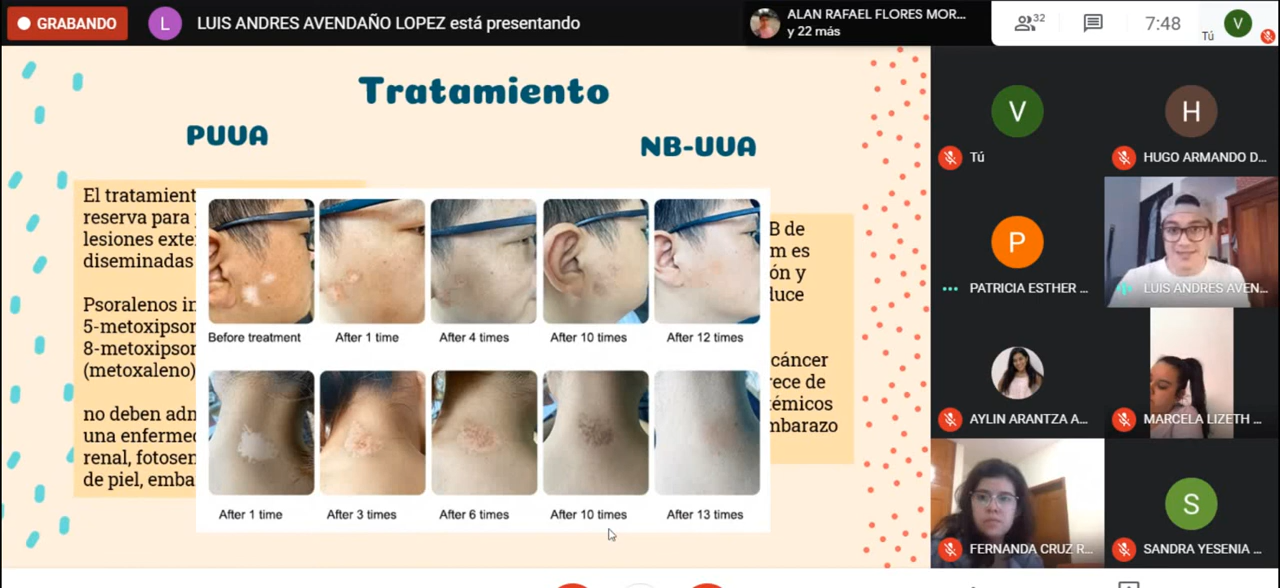 GRABANDO
L
LUIS ANDRES AVENDAÑO LOPEZ está presentando
ALAN RAFAEL FLORES MOR...
y 22 más
32
7:48
Tú
V
Tratamiento
PUUA
NB-UUA
El tratamient
reserva para
lesiones exte
diseminadas
Psoralenos in
5-metoxipsor
8-metoxipsor
(metoxaleno)
no deben adn
una enfermed
renal, fotosen
de piel, emba
Before treatment
After 1 time
After 4 times
After 10 times
After 12 times
After 1 time
After 3 times
After 6 times
After 10 times
After 13 times
B de
m es
ón y
duce
cáncer
rece de
témicos
mbarazo
V
Tú
H
HUGO ARMANDO D...
P
PATRICIA ESTHER ...
LUIS ANDRES AVEN...
AYLIN ARANTZA A...
MARCELA LIZETH ...
FERNANDA CRUZ R...
S
SANDRA YESENIA ...